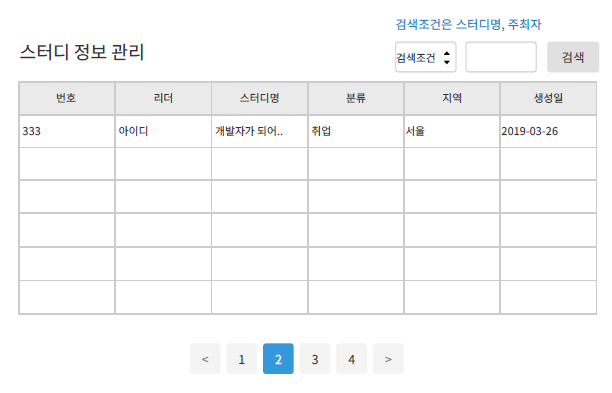 검색조건은 스터디명, 주최자
스터디 정보 관리
검색조건 검색
번호 리더 스터디명 분류 지역 생성일
333 아이디 개발자가 되어.. 취업 서울 2019-03-26
< 1 2 3 4 >